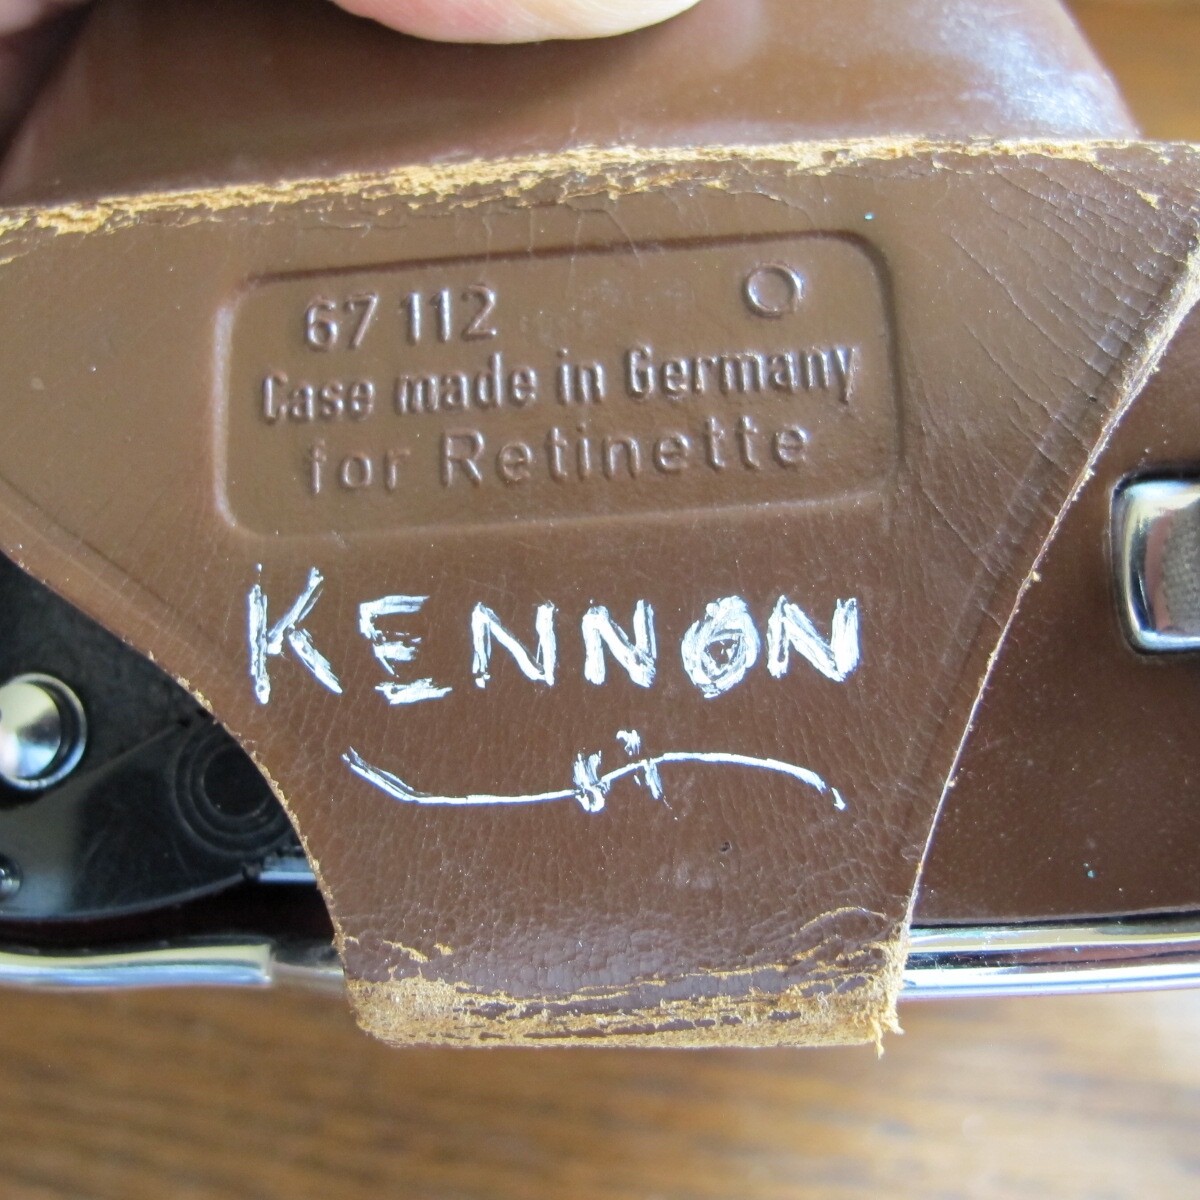 67 112 O
Case made in Germany
for Retinette
KENNON